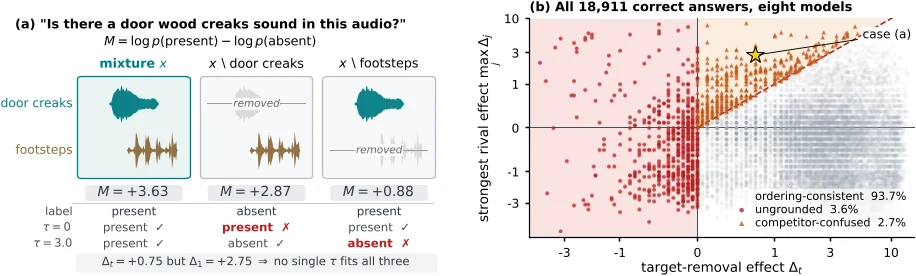 (a) "Is there a door wood creaks sound in this audio?"
M = log p(present) − log p(absent)
mixture x
x \ door creaks
x \ footsteps
door creaks
removed
footsteps
removed
M = +3.63
M = +2.87
M = +0.88
label present absent present
τ = 0 present ✓ present ✗ present ✓
τ = 3.0 present ✓ absent ✓ absent ✗
Δt = +0.75 but Δ1 = +2.75 ⇒ no single τ fits all three
(b) All 18,911 correct answers, eight models
strongest rival effect max j Δj
10
3
1
0
-1
-3
case (a)
ordering-consistent 93.7%
ungrounded 3.6%
competitor-confused 2.7%
-3 -1 0 1 3 10
target-removal effect Δt